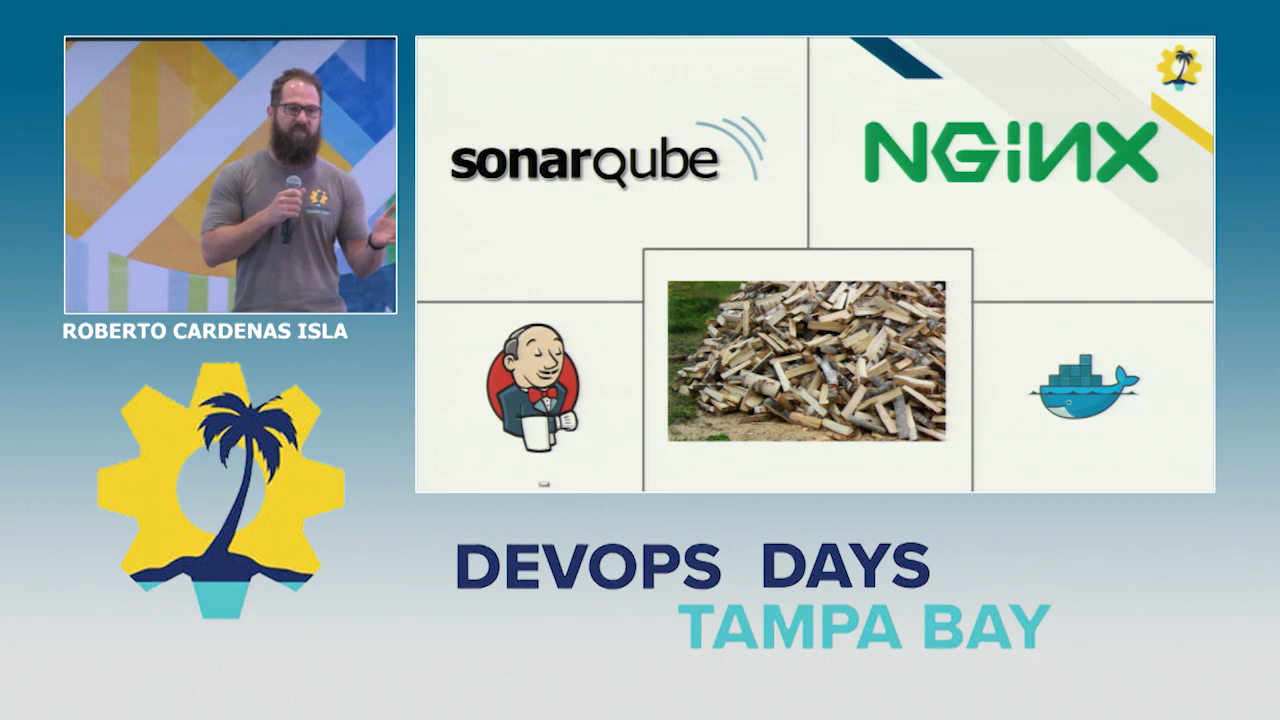 sonarqube
NGiNX
ROBERTO CARDENAS ISLA
DEVOPS DAYS
TAMPA BAY